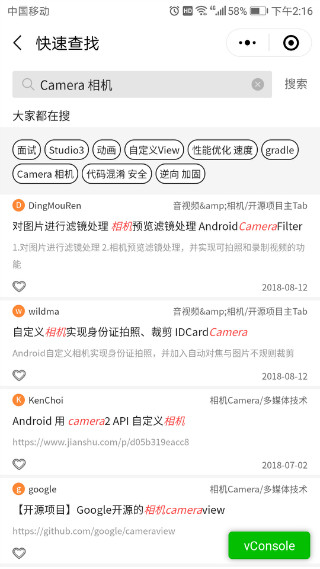 中国移动 HD 58% 下午2:16
快速查找
Camera 相机 搜索
大家都在搜
面试 Studio3 动画 自定义View 性能优化 速度 gradle
Camera 相机 代码混淆 安全 逆向 加固
D DingMouRen 音视频&amp;相机/开源项目主Tab
对图片进行滤镜处理 相机预览滤镜处理 AndroidCameraFilter
1.对图片进行滤镜处理 2.相机预览滤镜处理，并实现可拍照和录制视频的功
能
2018-08-12
w wildma 音视频&amp;相机/开源项目主Tab
自定义相机实现身份证拍照、裁剪 IDCardCamera
Android自定义相机实现身份证拍照，并加入自动对焦与图片不规则裁剪
2018-08-12
K KenChoi 相机Camera/多媒体技术
Android 用 camera2 API 自定义相机
https://www.jianshu.com/p/d05b319eacc8
2018-07-02
g google 相机Camera/多媒体技术
【开源项目】Google开源的相机cameraview
https://github.com/google/cameraview
vConsole